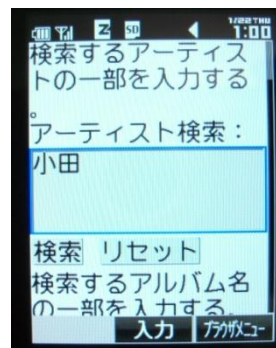 Z SD 1/22 THU 1:00
検索するアーティス
トの一部を入力する
。
アーティスト検索：
小田
検索 リセット
検索するアルバム名
の一部を入力する。
入力 ブラウザメニュー